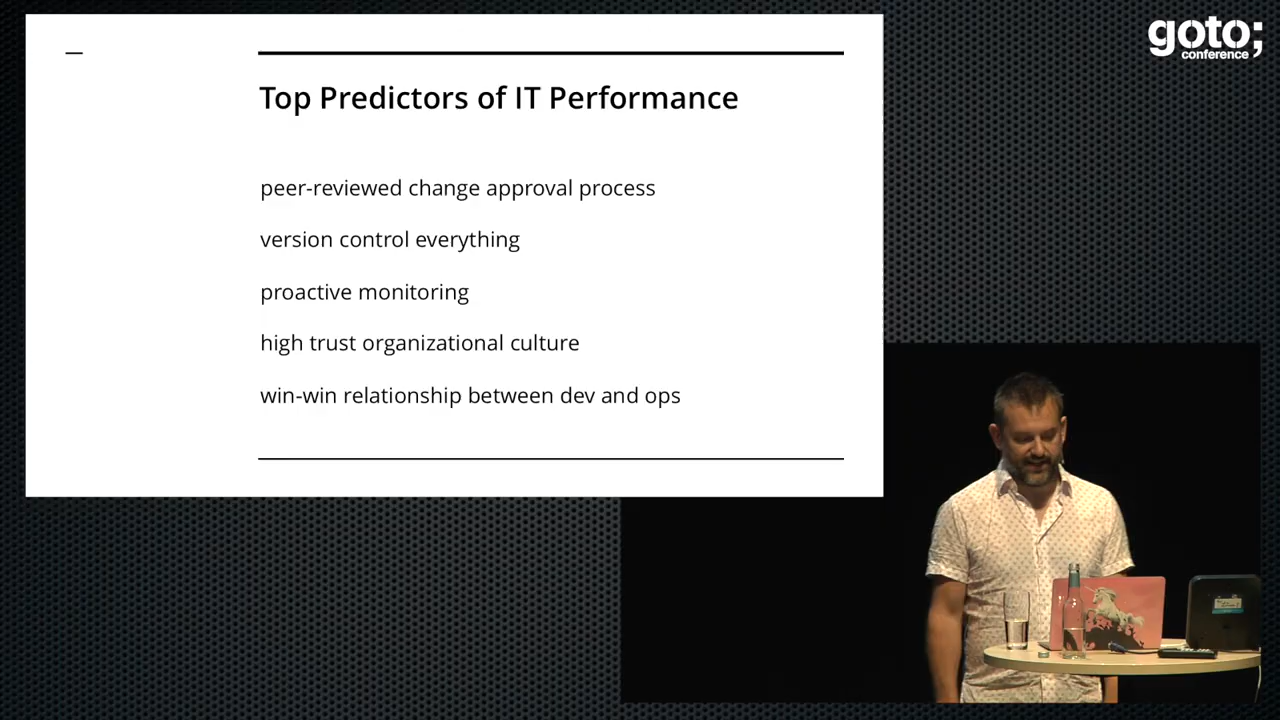 goto;
conference
Top Predictors of IT Performance
peer-reviewed change approval process
version control everything
proactive monitoring
high trust organizational culture
win-win relationship between dev and ops